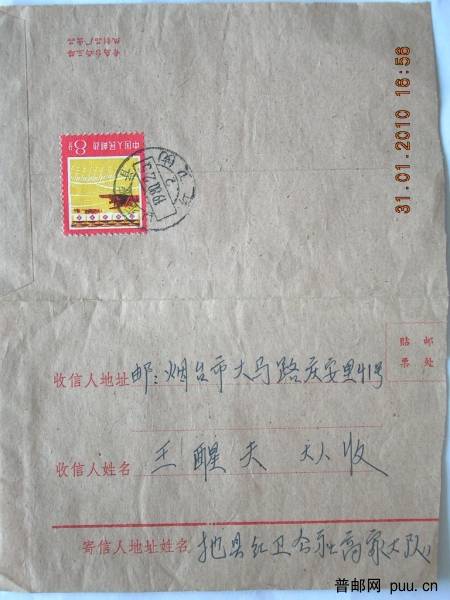 8分
中国人民邮政
31.01.2010
贴 邮
票 处
收信人地址 邮:烟台市大马路庆安里41号
收信人姓名 王醒夫 大人收
寄信人地址姓名 掖县红卫公社高家大队
普邮网 puu.cn